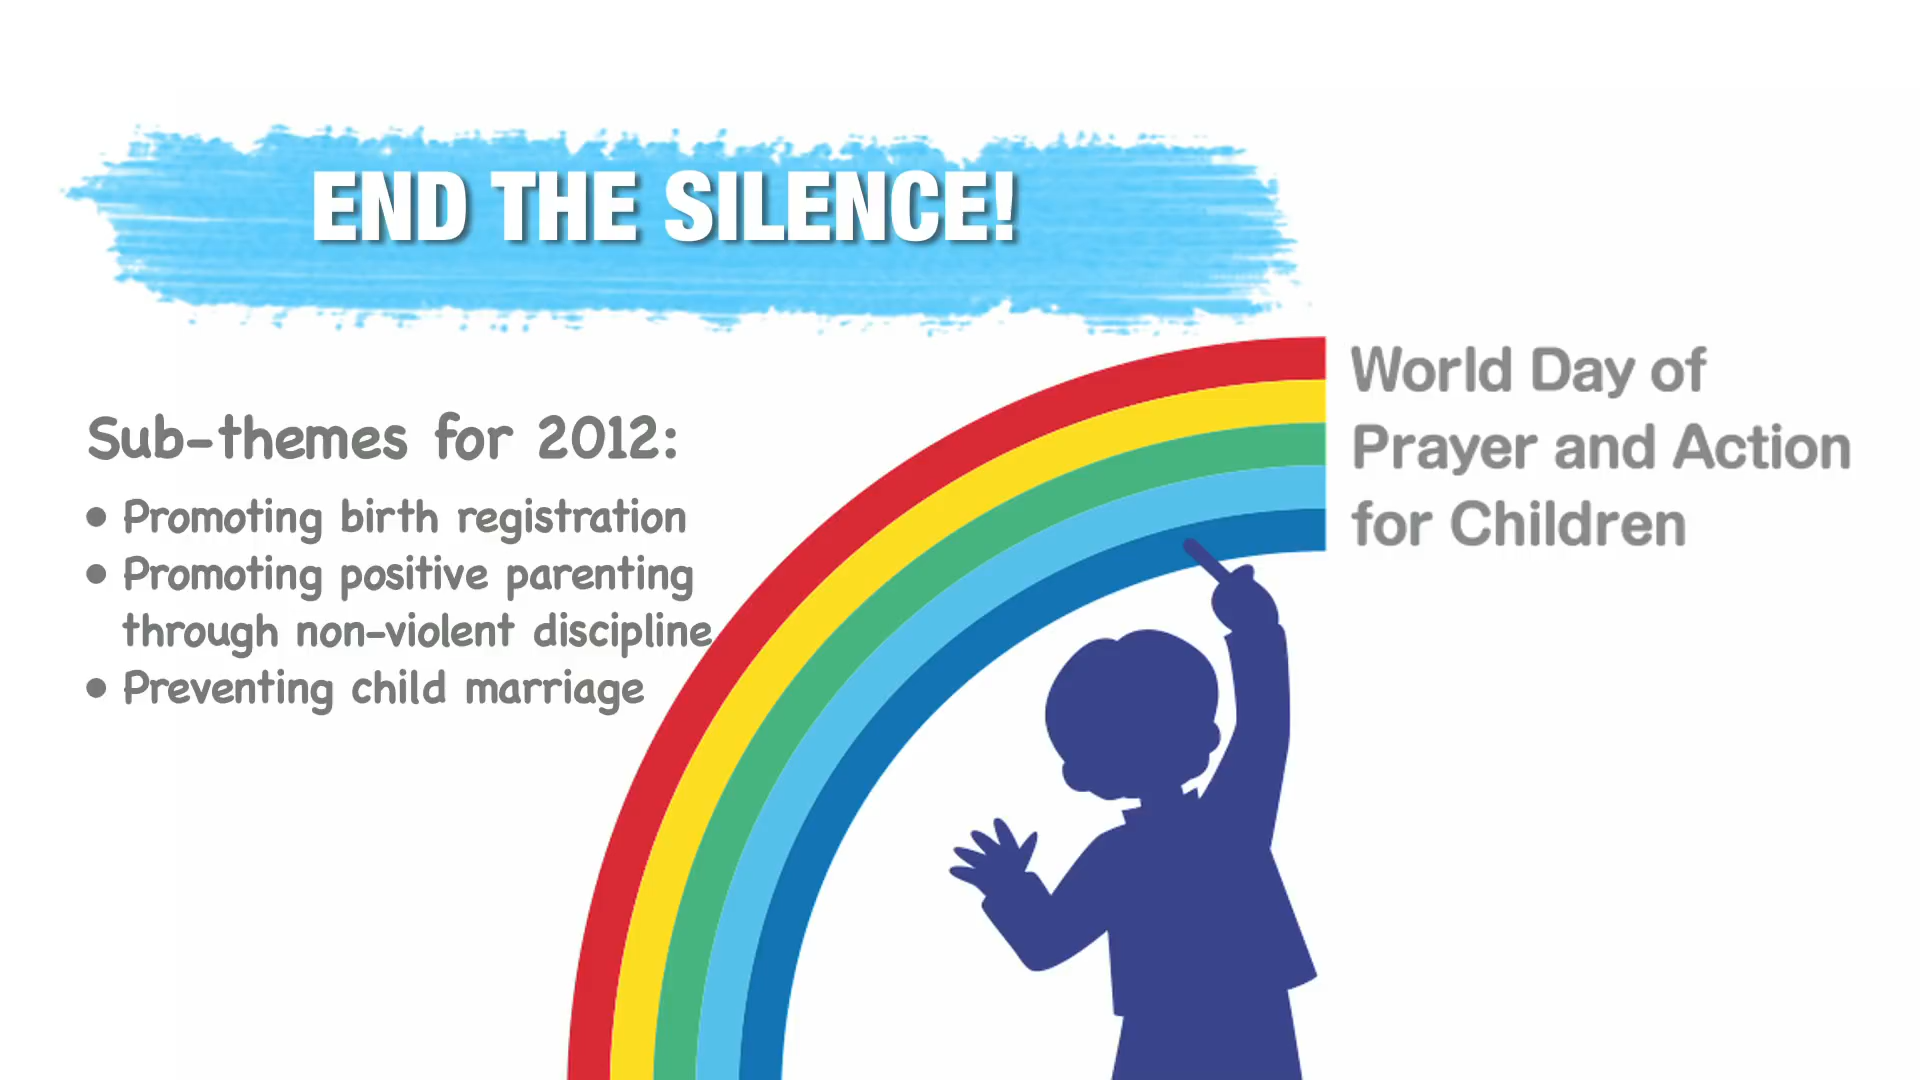 END THE SILENCE!
World Day of
Prayer and Action
for Children
Sub-themes for 2012:
• Promoting birth registration
• Promoting positive parenting
through non-violent discipline
• Preventing child marriage